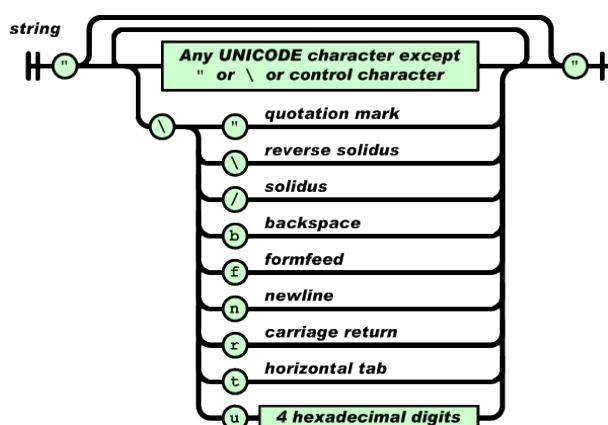 string
" Any UNICODE character except "
" or \ or control character
\ " quotation mark
\ reverse solidus
/ solidus
b backspace
f formfeed
n newline
r carriage return
t horizontal tab
u 4 hexadecimal digits